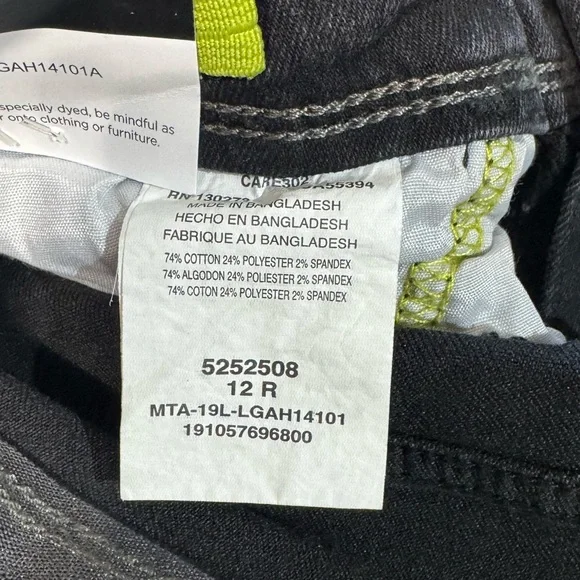 GAH14101A
specially dyed, be mindful as
onto clothing or furniture.
MADE IN BANGLADESH
HECHO EN BANGLADESH
FABRIQUE AU BANGLADESH
74% COTTON 24% POLYESTER 2% SPANDEX
74% ALGODON 24% POLIESTER 2% SPANDEX
74% COTON 24% POLYESTER 2% SPANDEX
5252508
12 R
MTA-19L-LGAH14101
191057696800